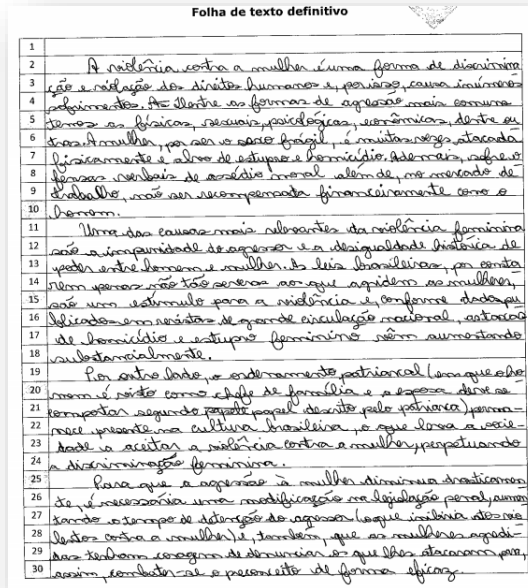 Folha de texto definitivo
1
2 A violência contra a mulher é uma forma de discrimina
3 ção e violação dos direitos humanos e, por isso, causa inúmeros
4 sofrimentos. Dentre as formas de agressão mais comuns
5 temos as físicas, sexuais, psicológicas, econômicas, dentre ou
6 tras. A mulher, por ser o sexo frágil, é muitas vezes atacada
7 fisicamente e alvo de estupro e homicídio. Ademais, sofre o
8 fensas verbais de assédio moral alem de, no mercado de
9 trabalho, não ser recompensada financeiramente como o
10 homem.
11 Uma das causas mais relevantes da violência feminina
12 são a impunidade do agressor e a desigualdade histórica de
13 poder entre homem e mulher. As leis brasileiras, por conta
14 rem penas não tão severas aos que agridem as mulheres,
15 são um estímulo para a violência e, conforme dados pu
16 blicados em revistas de grande circulação nacional, as taxas
17 de homicídio e estupro feminino vêm aumentando
18 substancialmente.
19 Por outro lado, o ordenamento patriarcal (em que o ho
20 mem é visto como chefe de família e a esposa deve se
21 comportar segundo papel descrito pelo patriarca), perma-
22 nece presente na cultura brasileira, o que leva a socie-
23 dade a aceitar a violência contra a mulher, perpetuando
24 a discriminação feminina.
25 Para que a agressão à mulher diminua drasticamen
26 te, é necessária uma modificação na legislação penal, aumen
27 tando o tempo de detenção do agressor (o que inibiria atos vio
28 lentos contra a mulher) e, também, que as mulheres agredi-
29 das tenham coragem de denunciar os que lhes atacaram para,
30 assim, combater-se o preconceito de forma eficaz.